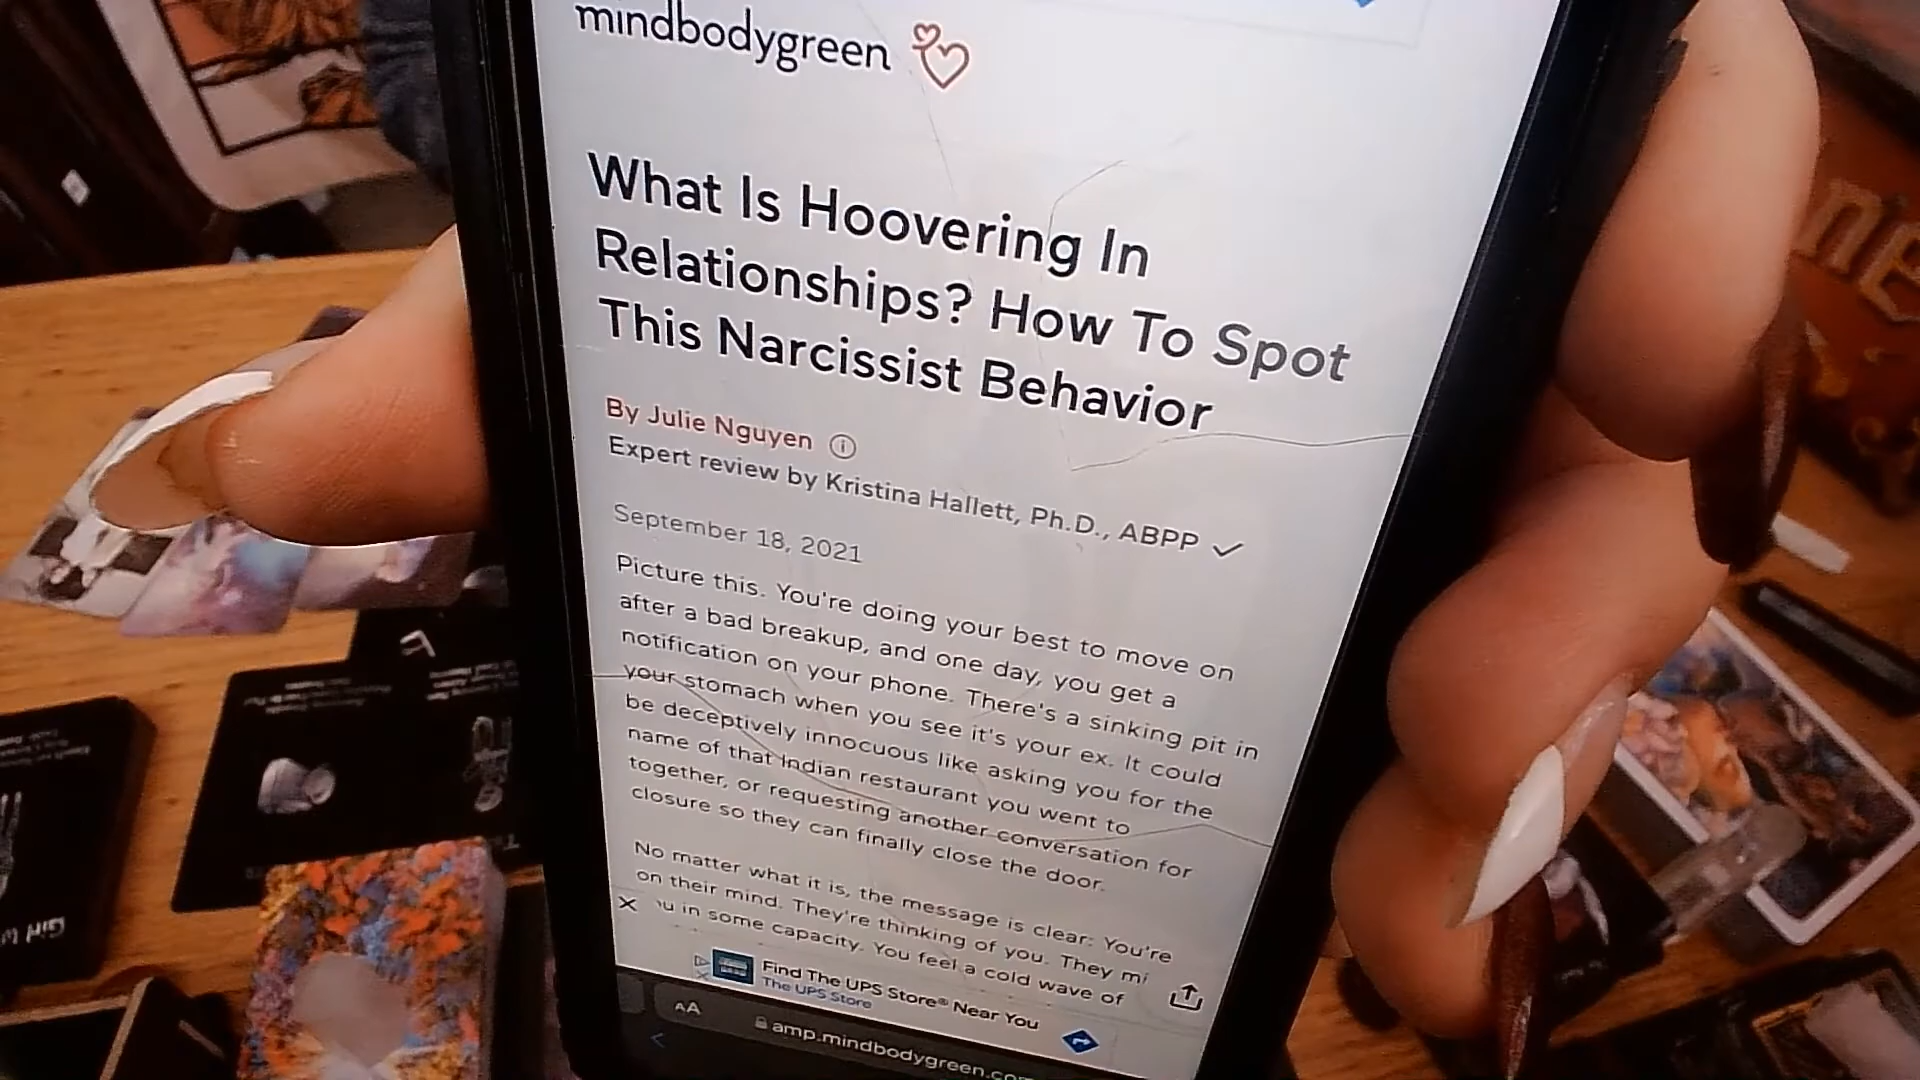 mindbodygreen
What Is Hoovering In
Relationships? How To Spot
This Narcissist Behavior
By Julie Nguyen
Expert review by Kristina Hallett, Ph.D., ABPP
September 18, 2021
Picture this. You're doing your best to move on
after a bad breakup, and one day, you get a
notification on your phone. There's a sinking pit in
your stomach when you see it's your ex. It could
be deceptively innocuous like asking you for the
name of that Indian restaurant you went to
together, or requesting another conversation for
closure so they can finally close the door.
No matter what it is, the message is clear: You're
on their mind. They're thinking of you. They mi
u in some capacity. You feel a cold wave of
Find The UPS Store® Near You
The UPS Store
AA
amp.mindbodygreen.com
Girl